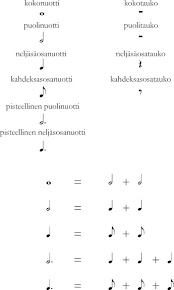 kokonuotti kokotauko
puolinuotti puolitauko
neljäsosanuotti neljäsosatauko
kahdeksasosanuotti kahdeksasosatauko
pisteellinen puolinuotti
pisteellinen neljäsosanuotti
=  +
=  +
=  +
=  +  +
=  +  +